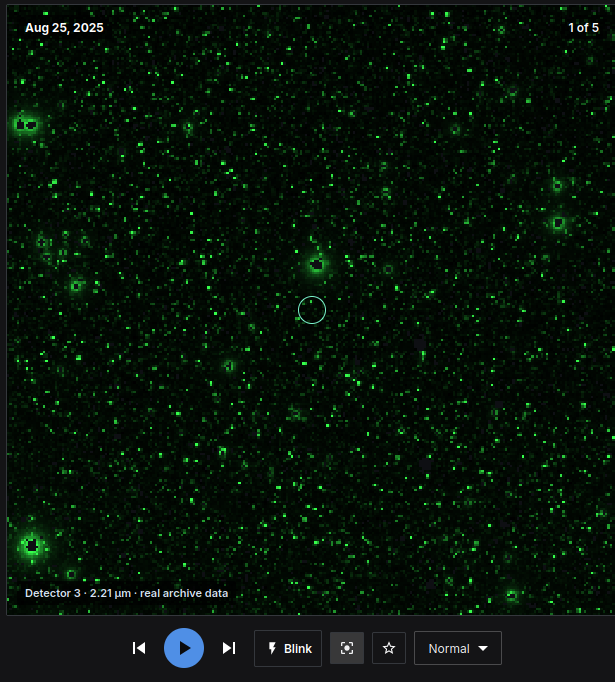 Aug 25, 2025
1 of 5
Detector 3 · 2.21 µm · real archive data
Blink
Normal